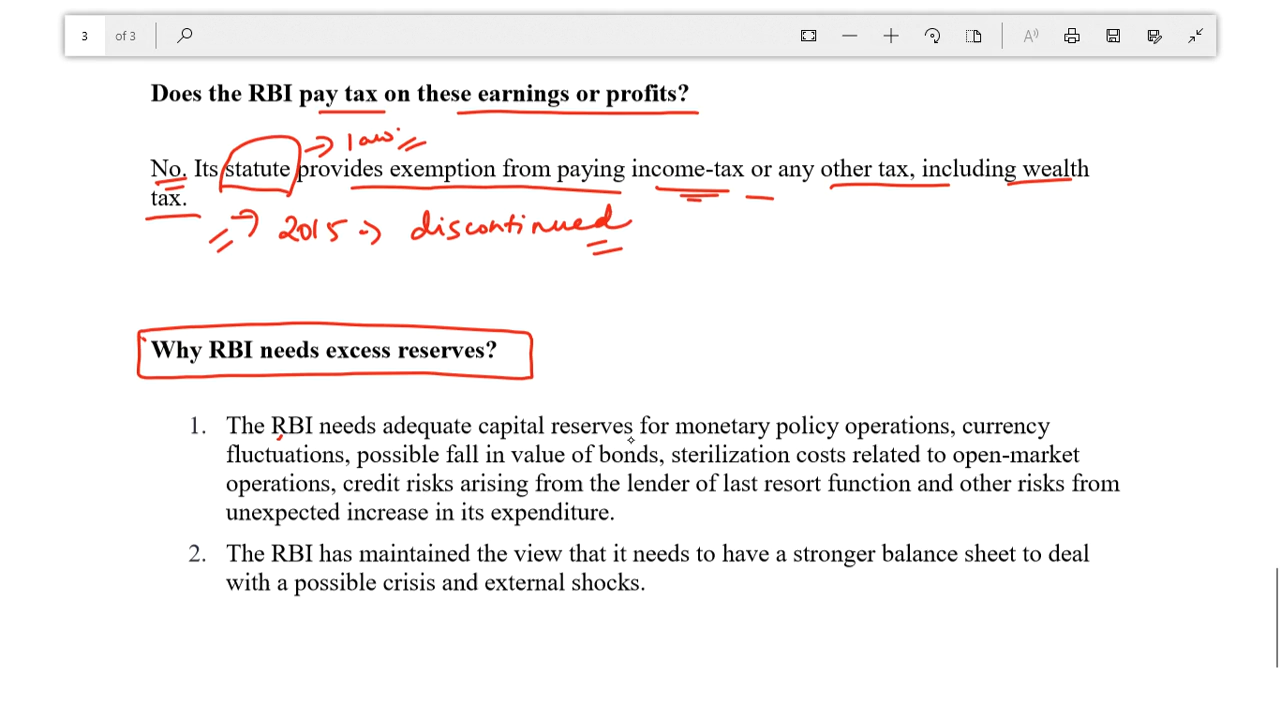 3 of 3
Does the RBI pay tax on these earnings or profits?
→ law
No. Its statute provides exemption from paying income-tax or any other tax, including wealth
tax.
→ 2015 → discontinued
Why RBI needs excess reserves?
1. The RBI needs adequate capital reserves for monetary policy operations, currency
fluctuations, possible fall in value of bonds, sterilization costs related to open-market
operations, credit risks arising from the lender of last resort function and other risks from
unexpected increase in its expenditure.
2. The RBI has maintained the view that it needs to have a stronger balance sheet to deal
with a possible crisis and external shocks.